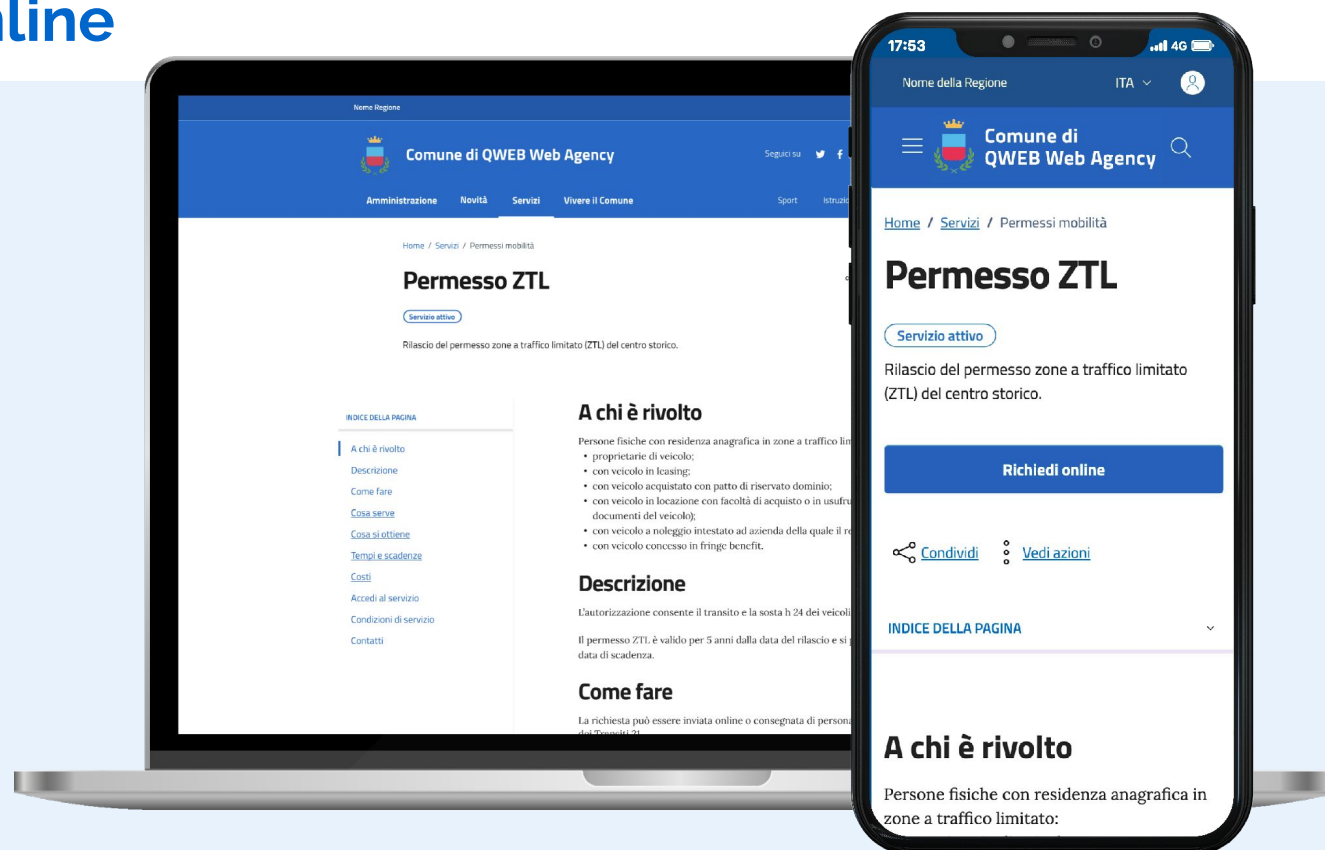 nline
Nome Regione
Comune di QWEB Web Agency
Seguici su
Amministrazione Novità Servizi Vivere il Comune
Sport
Home / Servizi / Permessi mobilità
Permesso ZTL
Servizio attivo
Rilascio del permesso zone a traffico limitato (ZTL) del centro storico.
INDICE DELLA PAGINA
A chi è rivolto
Descrizione
Come fare
Cosa serve
Cosa si ottiene
Tempi e scadenze
Costi
Accedi al servizio
Condizioni di servizio
Contatti
A chi è rivolto
Persone fisiche con residenza anagrafica in zone a traffico lim
• proprietarie di veicolo;
• con veicolo in leasing;
• con veicolo acquistato con patto di riservato dominio;
• con veicolo in locazione con facoltà di acquisto o in usufru
documenti del veicolo);
• con veicolo a noleggio intestato ad azienda della quale il re
• con veicolo concesso in fringe benefit.
Descrizione
L'autorizzazione consente il transito e la sosta h 24 dei veicoli
Il permesso ZTL è valido per 5 anni dalla data del rilascio e si
data di scadenza.
Come fare
La richiesta può essere inviata online o consegnata di persona
dei Transiti 21
17:53
4G
Nome della Regione
ITA
Comune di
QWEB Web Agency
Home / Servizi / Permessi mobilità
Permesso ZTL
Servizio attivo
Rilascio del permesso zone a traffico limitato
(ZTL) del centro storico.
Richiedi online
Condividi Vedi azioni
INDICE DELLA PAGINA
A chi è rivolto
Persone fisiche con residenza anagrafica in
zone a traffico limitato: